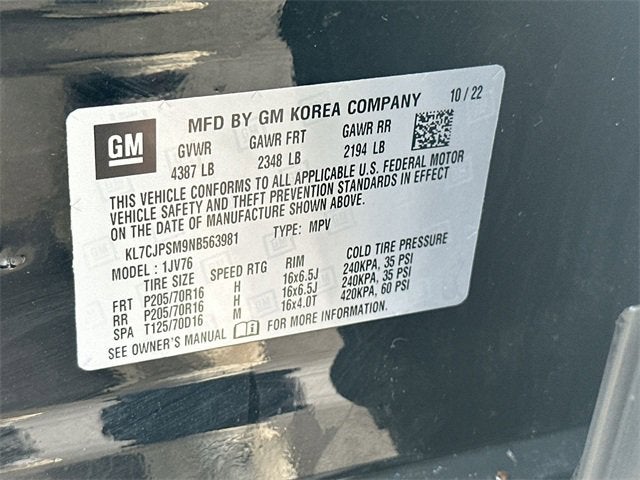 GM
MFD BY GM KOREA COMPANY 10 / 22
GVWR GAWR FRT GAWR RR
4387 LB 2348 LB 2194 LB
THIS VEHICLE CONFORMS TO ALL APPLICABLE U.S. FEDERAL MOTOR
VEHICLE SAFETY AND THEFT PREVENTION STANDARDS IN EFFECT
ON THE DATE OF MANUFACTURE SHOWN ABOVE.
KL7CJPSM9NB563981 TYPE: MPV
MODEL : 1JV76
TIRE SIZE SPEED RTG RIM COLD TIRE PRESSURE
FRT P205/70R16 H 16x6.5J 240KPA, 35 PSI
RR P205/70R16 H 16x6.5J 240KPA, 35 PSI
SPA T125/70D16 M 16x4.0T 420KPA, 60 PSI
SEE OWNER'S MANUAL FOR MORE INFORMATION.